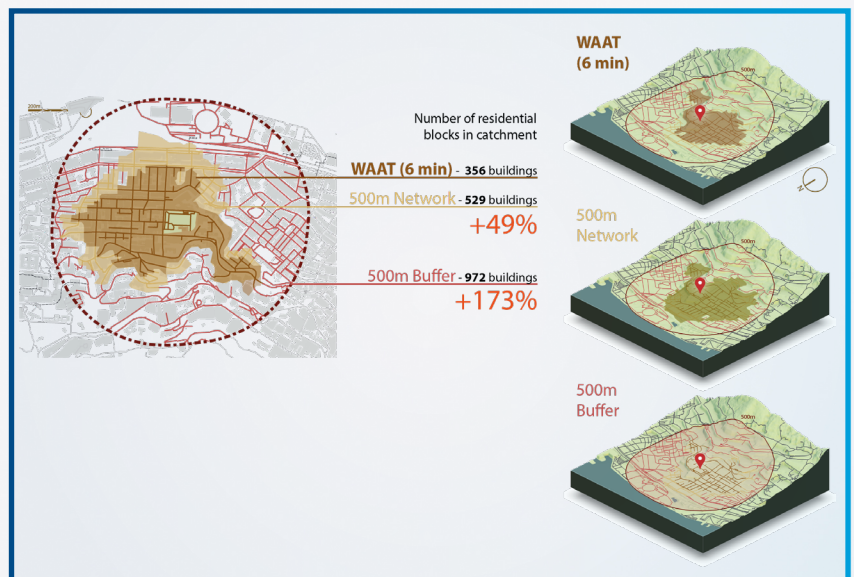 200m
Number of residential
blocks in catchment
WAAT (6 min) - 356 buildings
500m Network - 529 buildings
+49%
500m Buffer - 972 buildings
+173%
WAAT
(6 min)
500m
N
500m
Network
500m
500m
Buffer
500m